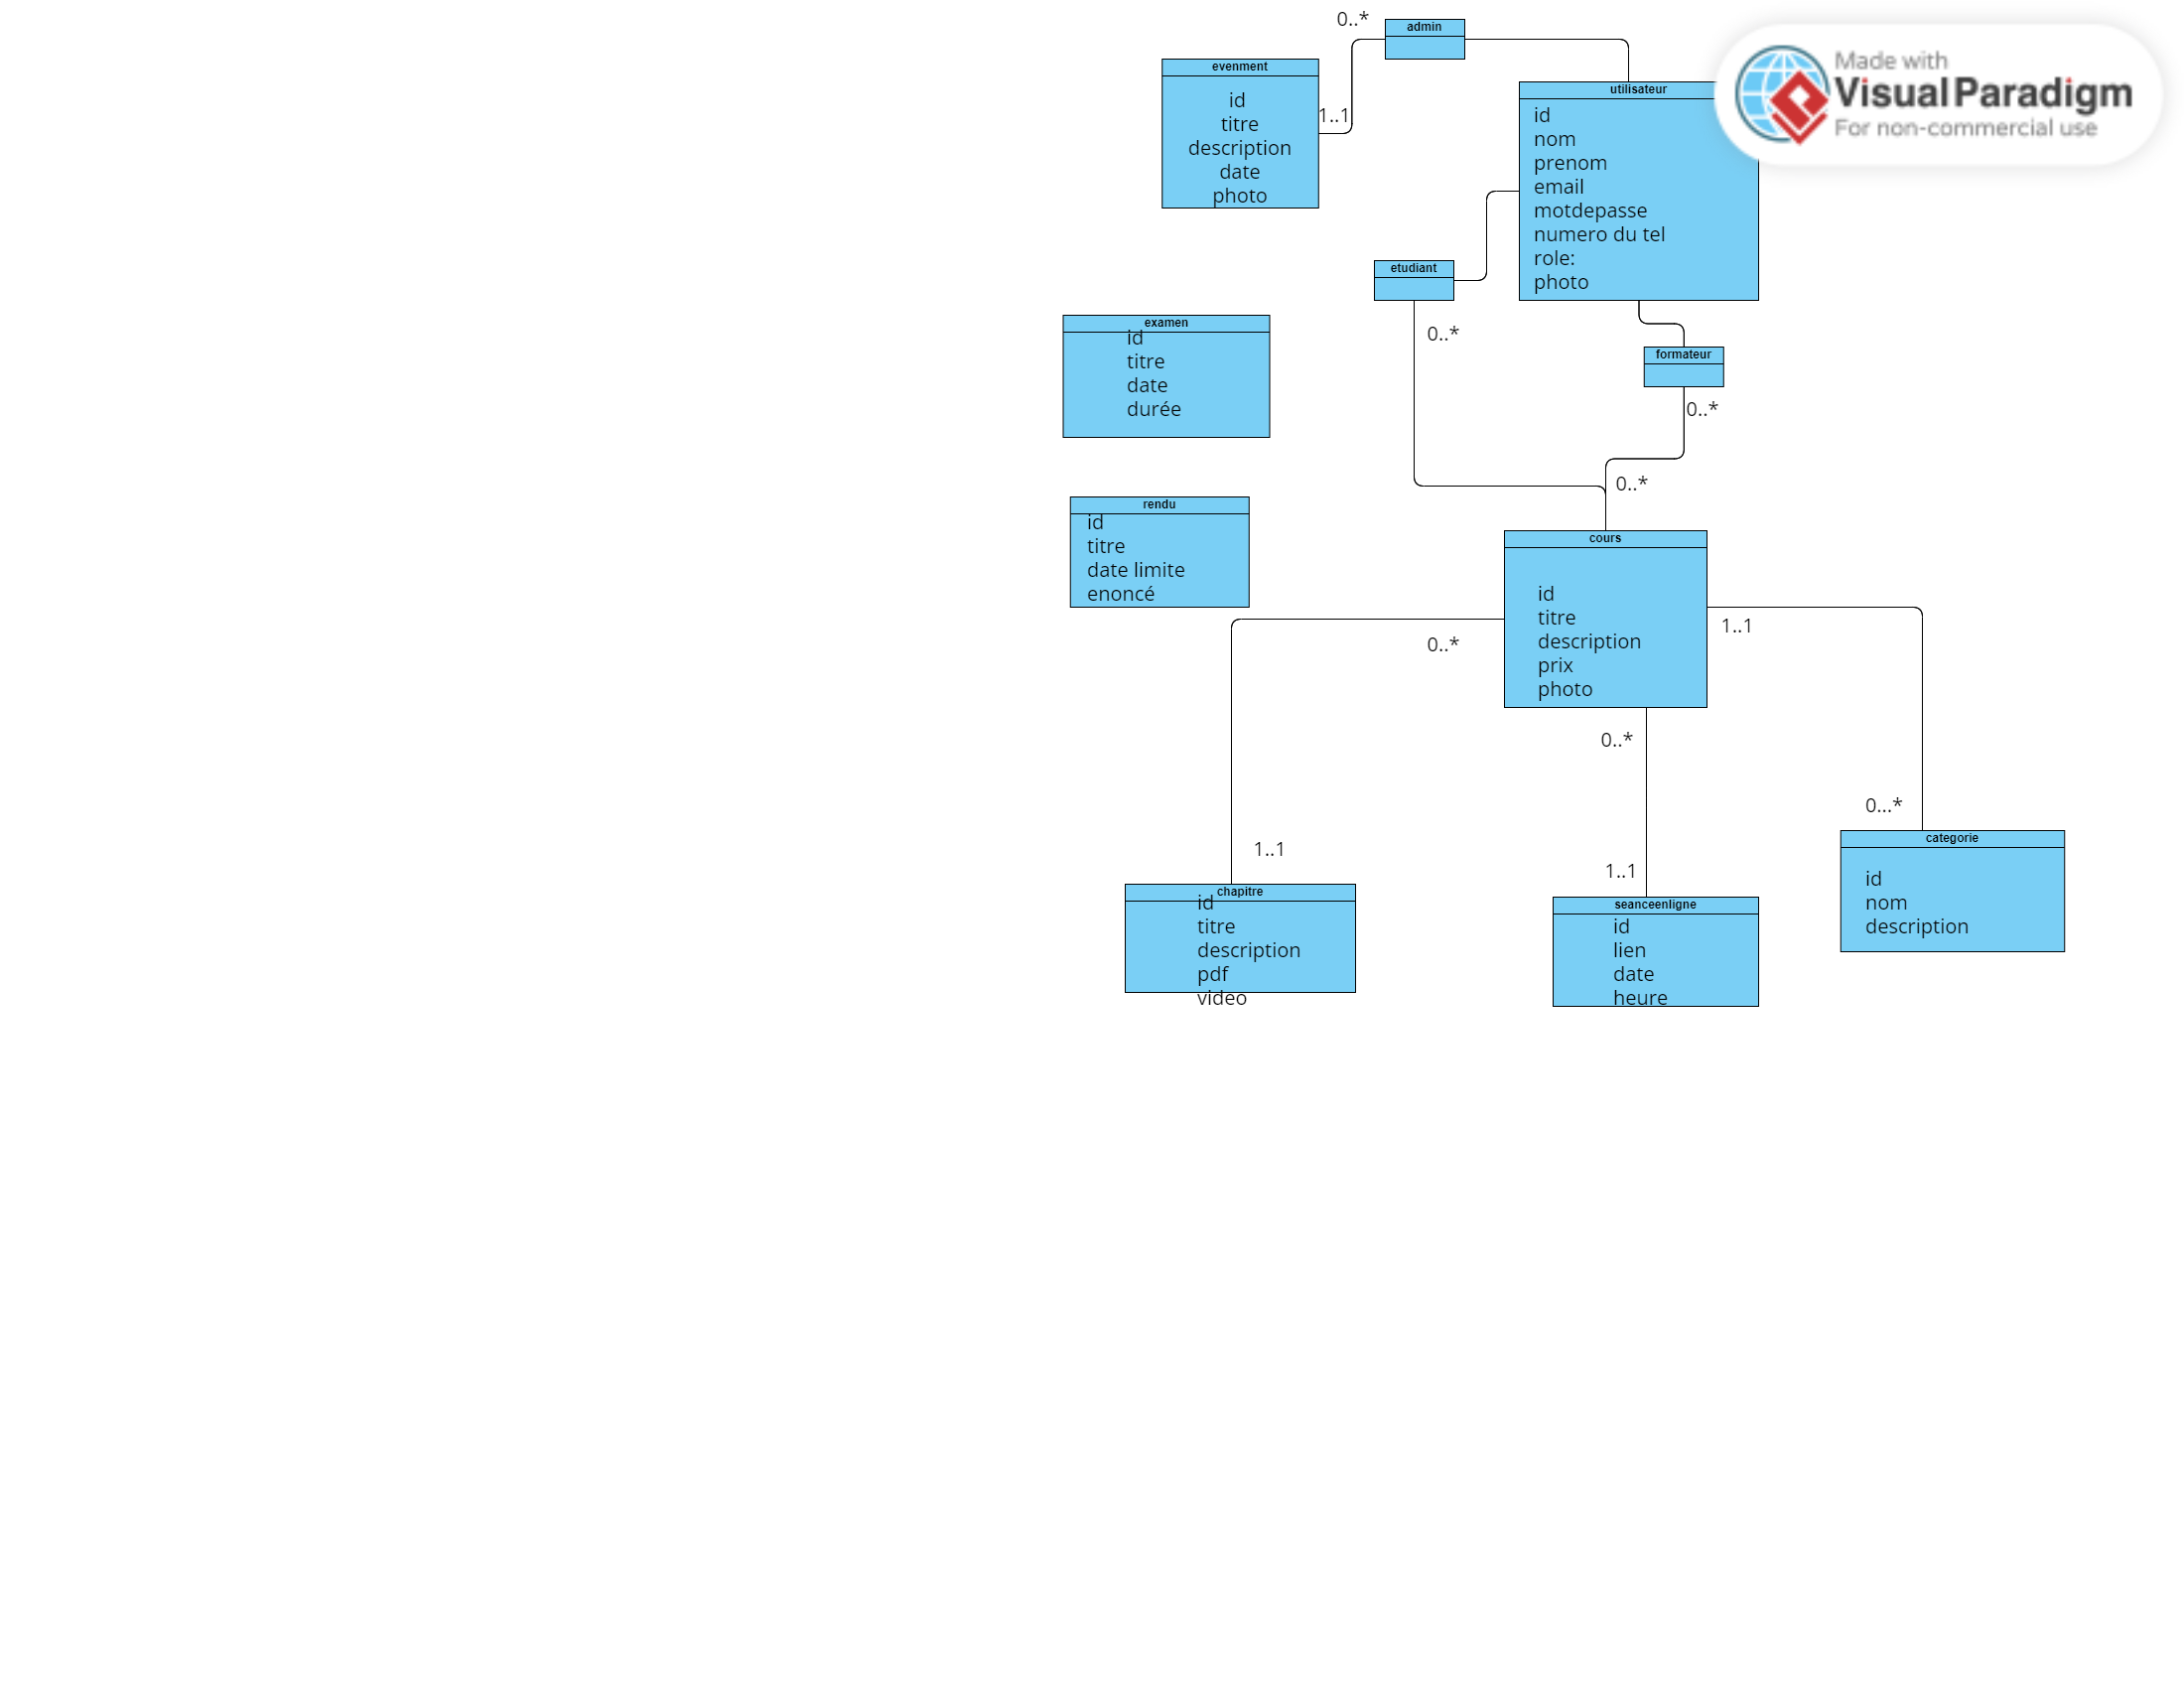 0..*
admin
evenment
id
titre
description
date
photo
1..1
utilisateur
id
nom
prenom
email
motdepasse
numero du tel
role:
photo
Made with
Visual Paradigm
For non-commercial use
etudiant
0..*
examen
id
titre
date
durée
formateur
0..*
0..*
rendu
id
titre
date limite
enoncé
cours
id
titre
description
prix
photo
0..*
1..1
0..*
1..1
1..1
0...*
chapitre
id
titre
description
pdf
video
seanceenligne
id
lien
date
heure
categorie
id
nom
description